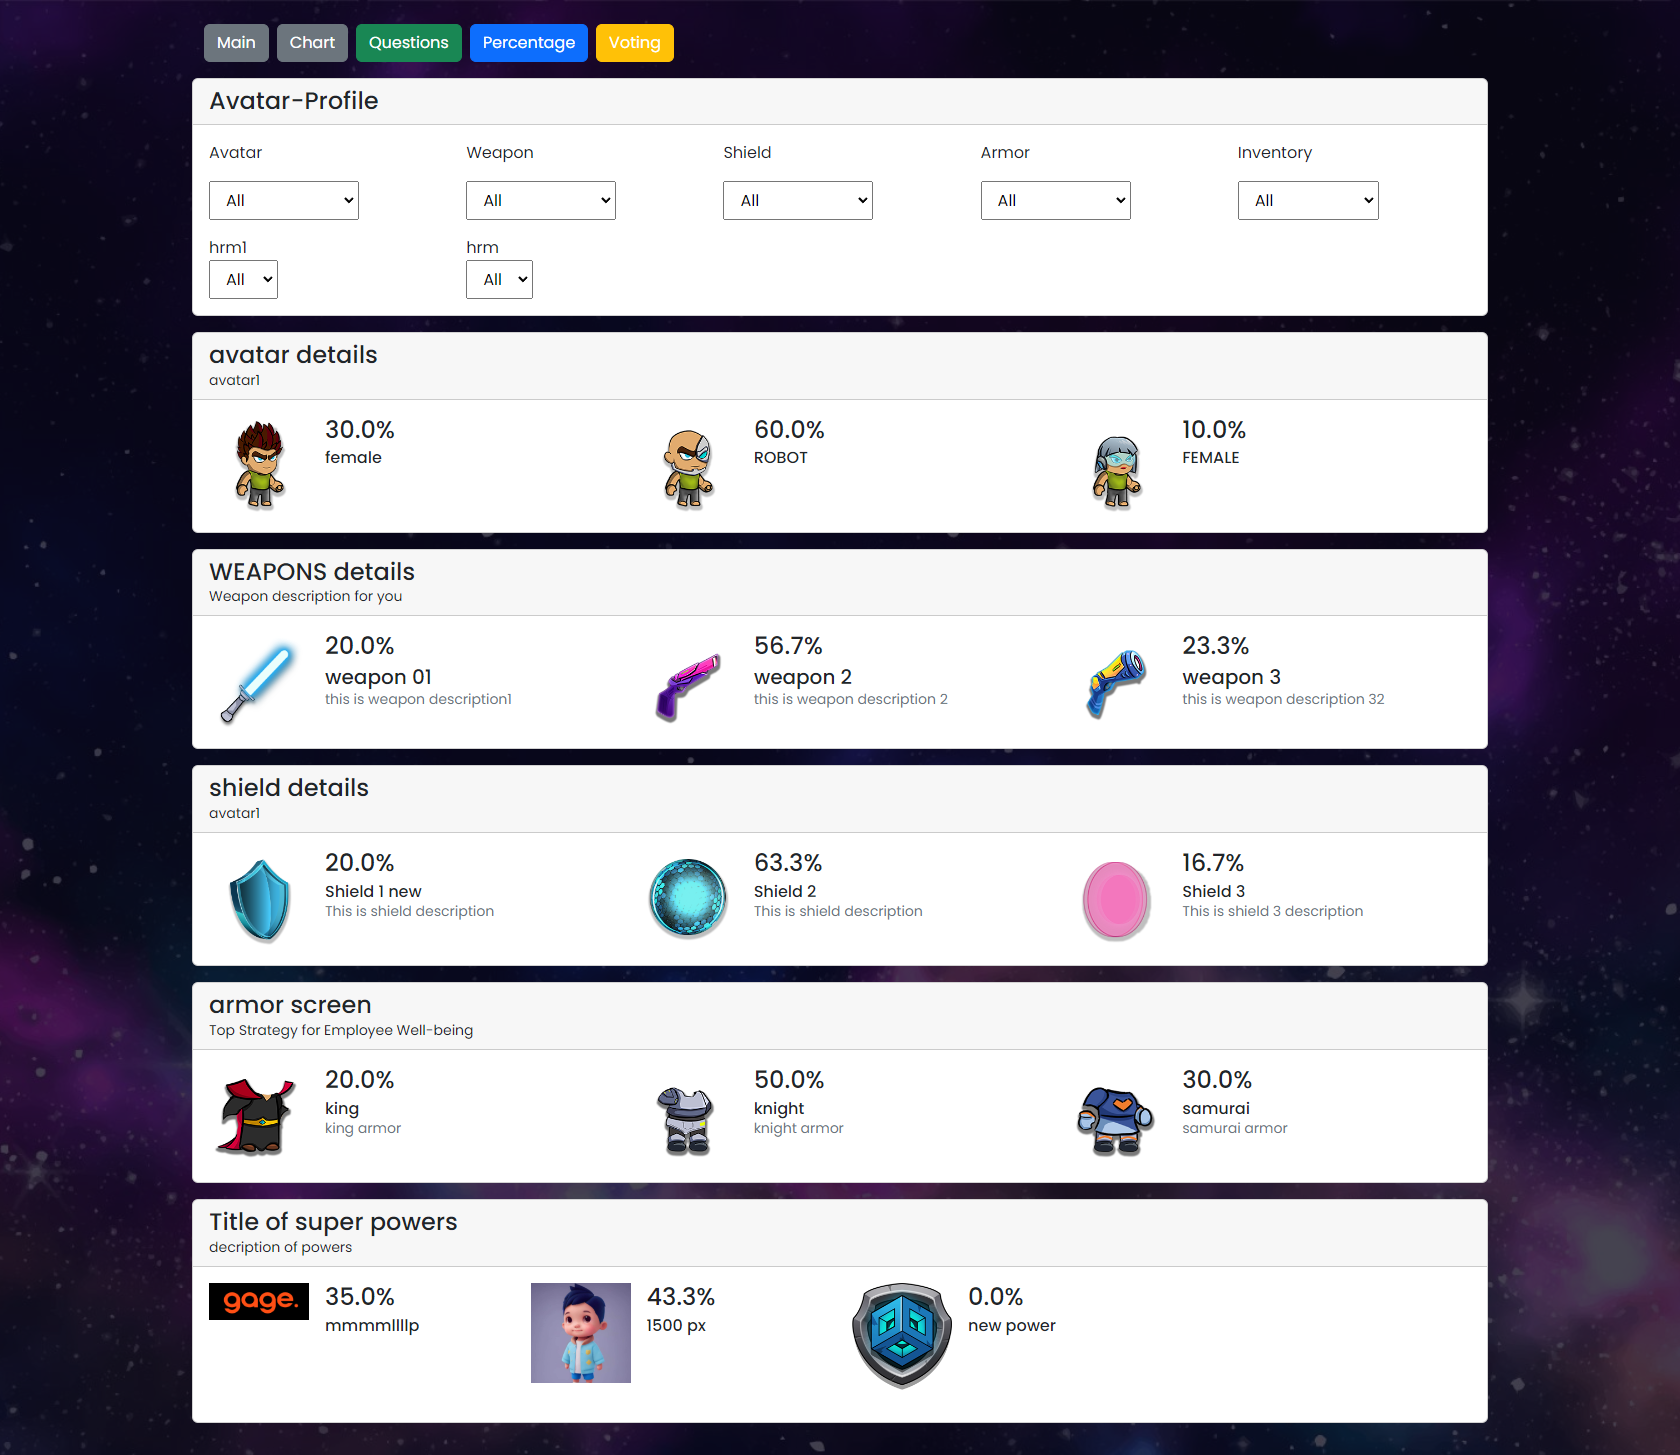 Main Chart Questions Percentage Voting
Avatar-Profile
Avatar Weapon Shield Armor Inventory
All All All All All
hrm1 hrm
All All
avatar details
avatar1
30.0% 60.0% 10.0%
female ROBOT FEMALE
WEAPONS details
Weapon description for you
20.0% 56.7% 23.3%
weapon 01 weapon 2 weapon 3
this is weapon description1 this is weapon description 2 this is weapon description 32
shield details
avatar1
20.0% 63.3% 16.7%
Shield 1 new Shield 2 Shield 3
This is shield description This is shield description This is shield 3 description
armor screen
Top Strategy for Employee Well-being
20.0% 50.0% 30.0%
king knight samurai
king armor knight armor samurai armor
Title of super powers
decription of powers
gage. 35.0% 43.3% 0.0%
mmmmllllp 1500 px new power